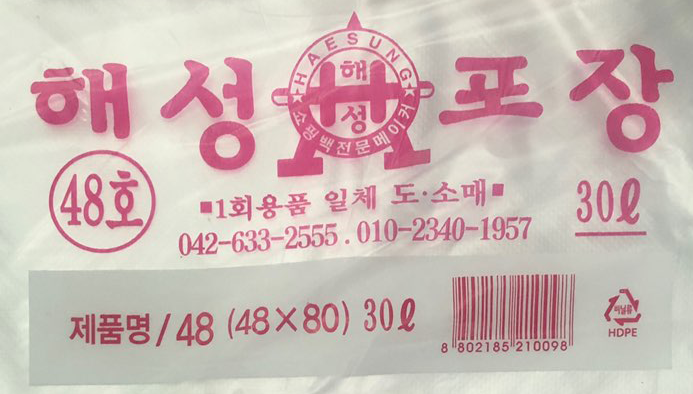 해성 포장
HAESUNG
해
성
쇼핑백전문메이커
48호
■1회용품 일체 도·소매■
30ℓ
042-633-2555 . 010-2340-1957
제품명/48 (48×80) 30ℓ
8 802185 210098
비닐류
HDPE